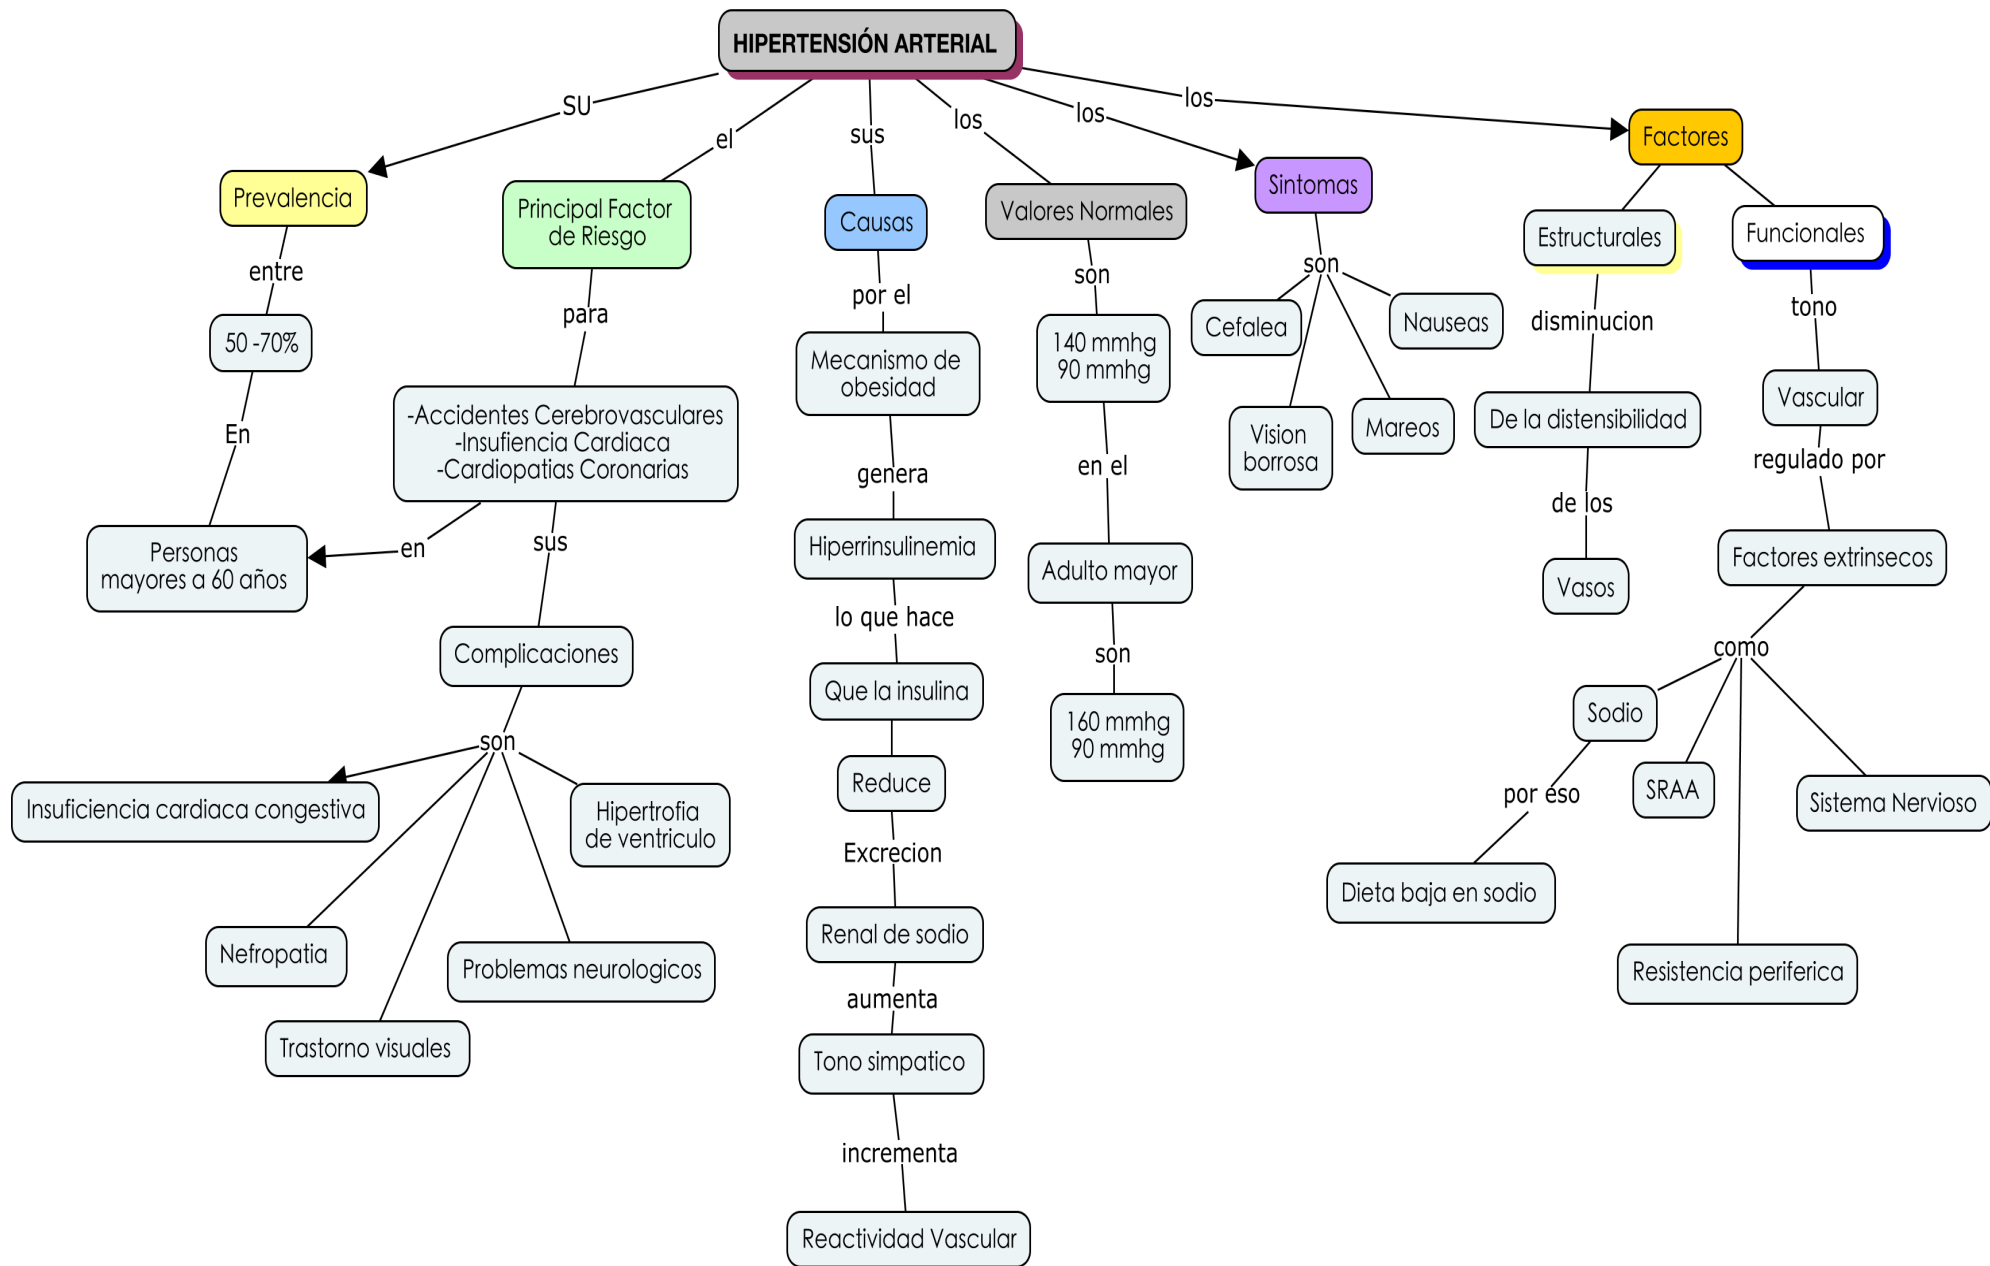 HIPERTENSIÓN ARTERIAL
SU
el
sus
los
los
los
Prevalencia
entre
50 -70%
En
Personas
mayores a 60 años
Principal Factor
de Riesgo
para
-Accidentes Cerebrovasculares
-Insufiencia Cardiaca
-Cardiopatias Coronarias
en
sus
Complicaciones
son
Insuficiencia cardiaca congestiva
Nefropatia
Trastorno visuales
Problemas neurologicos
Hipertrofia
de ventriculo
Causas
por el
Mecanismo de
obesidad
genera
Hiperrinsulinemia
lo que hace
Que la insulina
Reduce
Excrecion
Renal de sodio
aumenta
Tono simpatico
incrementa
Reactividad Vascular
Valores Normales
son
140 mmhg
90 mmhg
en el
Adulto mayor
son
160 mmhg
90 mmhg
Sintomas
son
Cefalea
Vision
borrosa
Mareos
Nauseas
Factores
Estructurales
disminucion
De la distensibilidad
de los
Vasos
Funcionales
tono
Vascular
regulado por
Factores extrinsecos
como
Sodio
por eso
Dieta baja en sodio
SRAA
Resistencia periferica
Sistema Nervioso